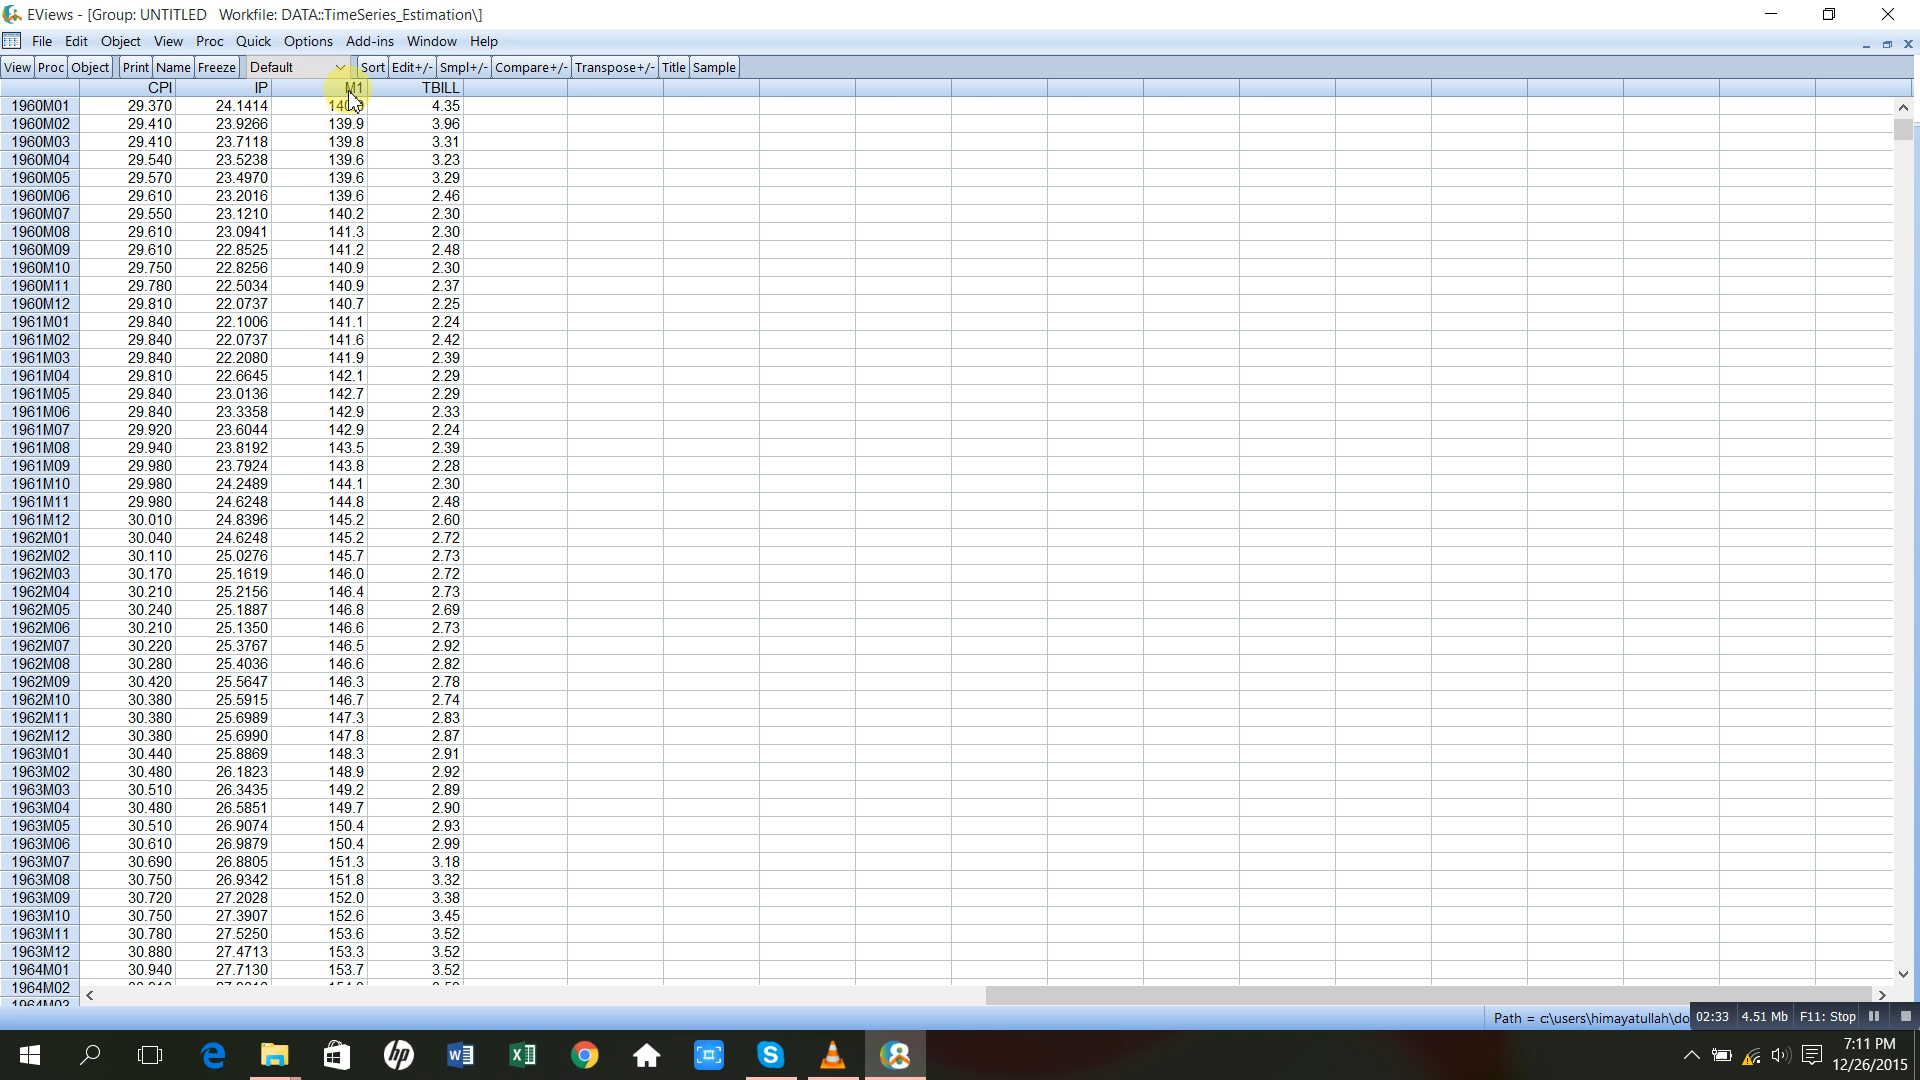 EViews - [Group: UNTITLED Workfile: DATA::TimeSeries_Estimation\]
File Edit Object View Proc Quick Options Add-ins Window Help
View Proc Object Print Name Freeze Default Sort Edit+/- Smpl+/- Compare+/- Transpose+/- Title Sample
CPI IP M1 TBILL
1960M01 29.370 24.1414 4.35
1960M02 29.410 23.9266 139.9 3.96
1960M03 29.410 23.7118 139.8 3.31
1960M04 29.540 23.5238 139.6 3.23
1960M05 29.570 23.4970 139.6 3.29
1960M06 29.610 23.2016 139.6 2.46
1960M07 29.550 23.1210 140.2 2.30
1960M08 29.610 23.0941 141.3 2.30
1960M09 29.610 22.8525 141.2 2.48
1960M10 29.750 22.8256 140.9 2.30
1960M11 29.780 22.5034 140.9 2.37
1960M12 29.810 22.0737 140.7 2.25
1961M01 29.840 22.1006 141.1 2.24
1961M02 29.840 22.0737 141.6 2.42
1961M03 29.840 22.2080 141.9 2.39
1961M04 29.810 22.6645 142.1 2.29
1961M05 29.840 23.0136 142.7 2.29
1961M06 29.840 23.3358 142.9 2.33
1961M07 29.920 23.6044 142.9 2.24
1961M08 29.940 23.8192 143.5 2.39
1961M09 29.980 23.7924 143.8 2.28
1961M10 29.980 24.2489 144.1 2.30
1961M11 29.980 24.6248 144.8 2.48
1961M12 30.010 24.8396 145.2 2.60
1962M01 30.040 24.6248 145.2 2.72
1962M02 30.110 25.0276 145.7 2.73
1962M03 30.170 25.1619 146.0 2.72
1962M04 30.210 25.2156 146.4 2.73
1962M05 30.240 25.1887 146.8 2.69
1962M06 30.210 25.1350 146.6 2.73
1962M07 30.220 25.3767 146.5 2.92
1962M08 30.280 25.4036 146.6 2.82
1962M09 30.420 25.5647 146.3 2.78
1962M10 30.380 25.5915 146.7 2.74
1962M11 30.380 25.6989 147.3 2.83
1962M12 30.380 25.6990 147.8 2.87
1963M01 30.440 25.8869 148.3 2.91
1963M02 30.480 26.1823 148.9 2.92
1963M03 30.510 26.3435 149.2 2.89
1963M04 30.480 26.5851 149.7 2.90
1963M05 30.510 26.9074 150.4 2.93
1963M06 30.610 26.9879 150.4 2.99
1963M07 30.690 26.8805 151.3 3.18
1963M08 30.750 26.9342 151.8 3.32
1963M09 30.720 27.2028 152.0 3.38
1963M10 30.750 27.3907 152.6 3.45
1963M11 30.780 27.5250 153.6 3.52
1963M12 30.880 27.4713 153.3 3.52
1964M01 30.940 27.7130 153.7 3.52
1964M02
Path = c:\users\himayatullah\do 02:33 4.51 Mb F11: Stop
7:11 PM
12/26/2015